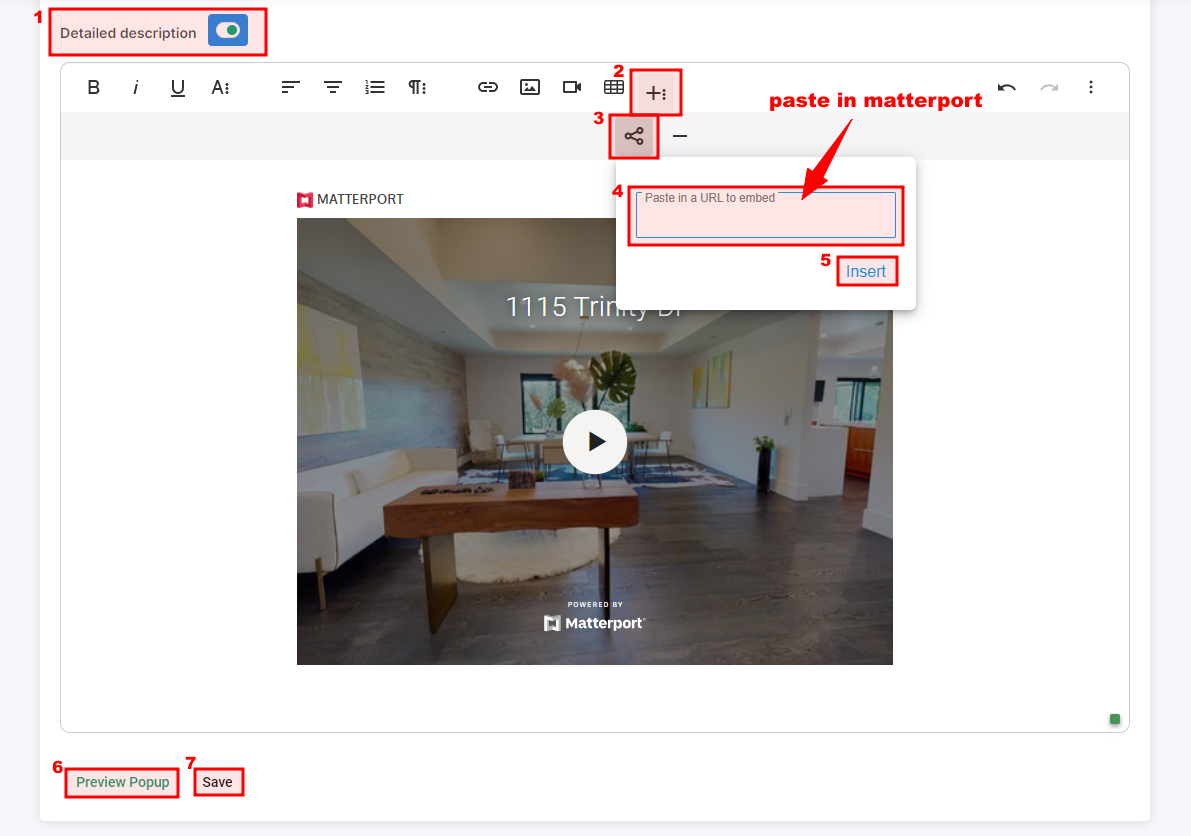 1
Detailed description
B i U A
2
3
paste in matterport
MATTERPORT
4
Paste in a URL to embed
5
Insert
1115 Trinity Dr
POWERED BY
Matterport
6
Preview Popup
7
Save